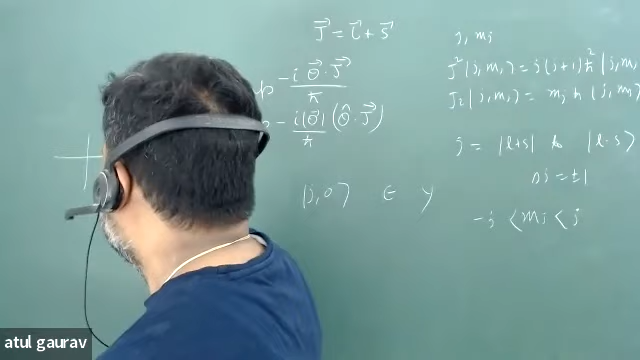 J⃗ = L⃗ + S⃗
-i θ⃗·J⃗ / ħ
-i|θ⃗| / ħ (θ̂·J⃗)
|j, 0⟩ ∈ y
j, mj
J²|j, mj⟩ = j(j+1)ħ² |j, mj
Jz|j, mj⟩ = mj ħ |j, mj⟩
j = |l+s| to |l-s⟩
Δj = ±1
-j < mj < j
atul gaurav